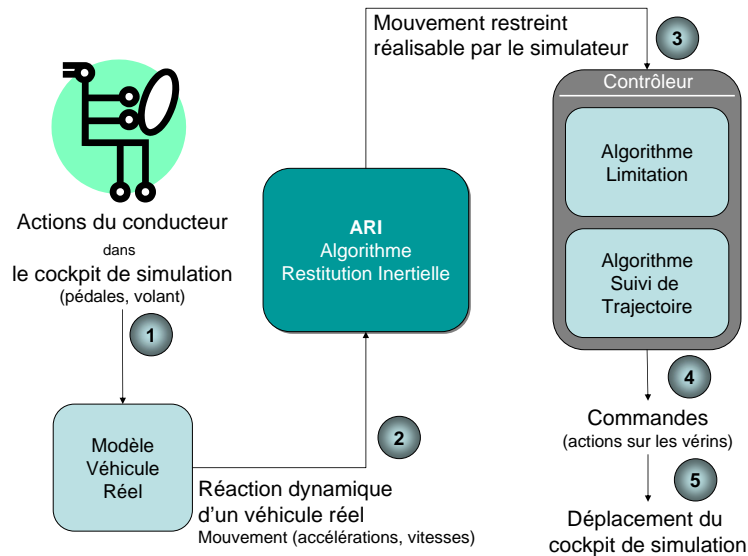 Mouvement restreint
réalisable par le simulateur
3
Contrôleur
Algorithme
Limitation
Algorithme
Suivi de
Trajectoire
ARI
Algorithme
Restitution Inertielle
Actions du conducteur
dans
le cockpit de simulation
(pédales, volant)
1
Modèle
Véhicule
Réel
2
Réaction dynamique
d'un véhicule réel
Mouvement (accélérations, vitesses)
4
Commandes
(actions sur les vérins)
5
Déplacement du
cockpit de simulation